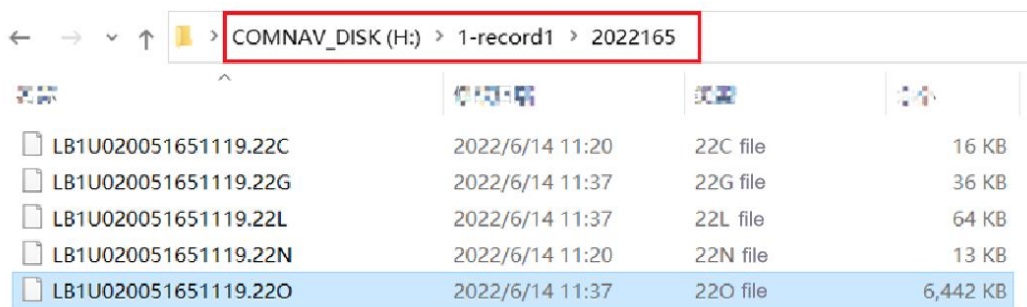 COMNAV_DISK (H:) > 1-record1 > 2022165
LB1U020051651119.22C 2022/6/14 11:20 22C file 16 KB
LB1U020051651119.22G 2022/6/14 11:37 22G file 36 KB
LB1U020051651119.22L 2022/6/14 11:37 22L file 64 KB
LB1U020051651119.22N 2022/6/14 11:20 22N file 13 KB
LB1U020051651119.22O 2022/6/14 11:37 22O file 6,442 KB